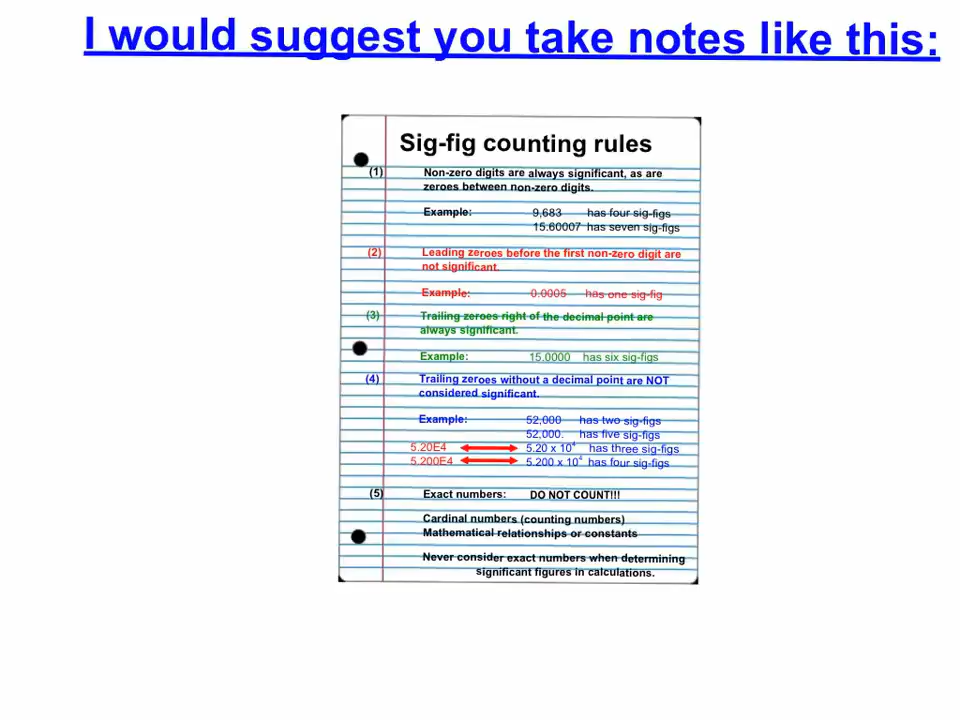 I would suggest you take notes like this:
Sig-fig counting rules
(1) Non-zero digits are always significant, as are
zeroes between non-zero digits.
Example: 9,683 has four sig-figs
15.60007 has seven sig-figs
(2) Leading zeroes before the first non-zero digit are
not significant.
Example: 0.0005 has one sig-fig
(3) Trailing zeroes right of the decimal point are
always significant.
Example: 15.0000 has six sig-figs
(4) Trailing zeroes without a decimal point are NOT
considered significant.
Example: 52,000 has two sig-figs
52,000. has five sig-figs
5.20E4 5.20 x 10⁴ has three sig-figs
5.200E4 5.200 x 10⁴ has four sig-figs
(5) Exact numbers: DO NOT COUNT!!!
Cardinal numbers (counting numbers)
Mathematical relationships or constants
Never consider exact numbers when determining
significant figures in calculations.